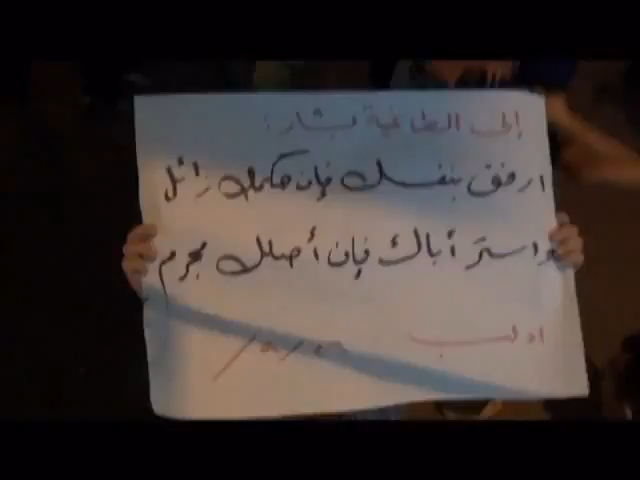 إلى الطاغية بشار:
ارفق بنفسك فإن حكمك زائل
واستر أباك فإن أصلك مجرم
ادلب